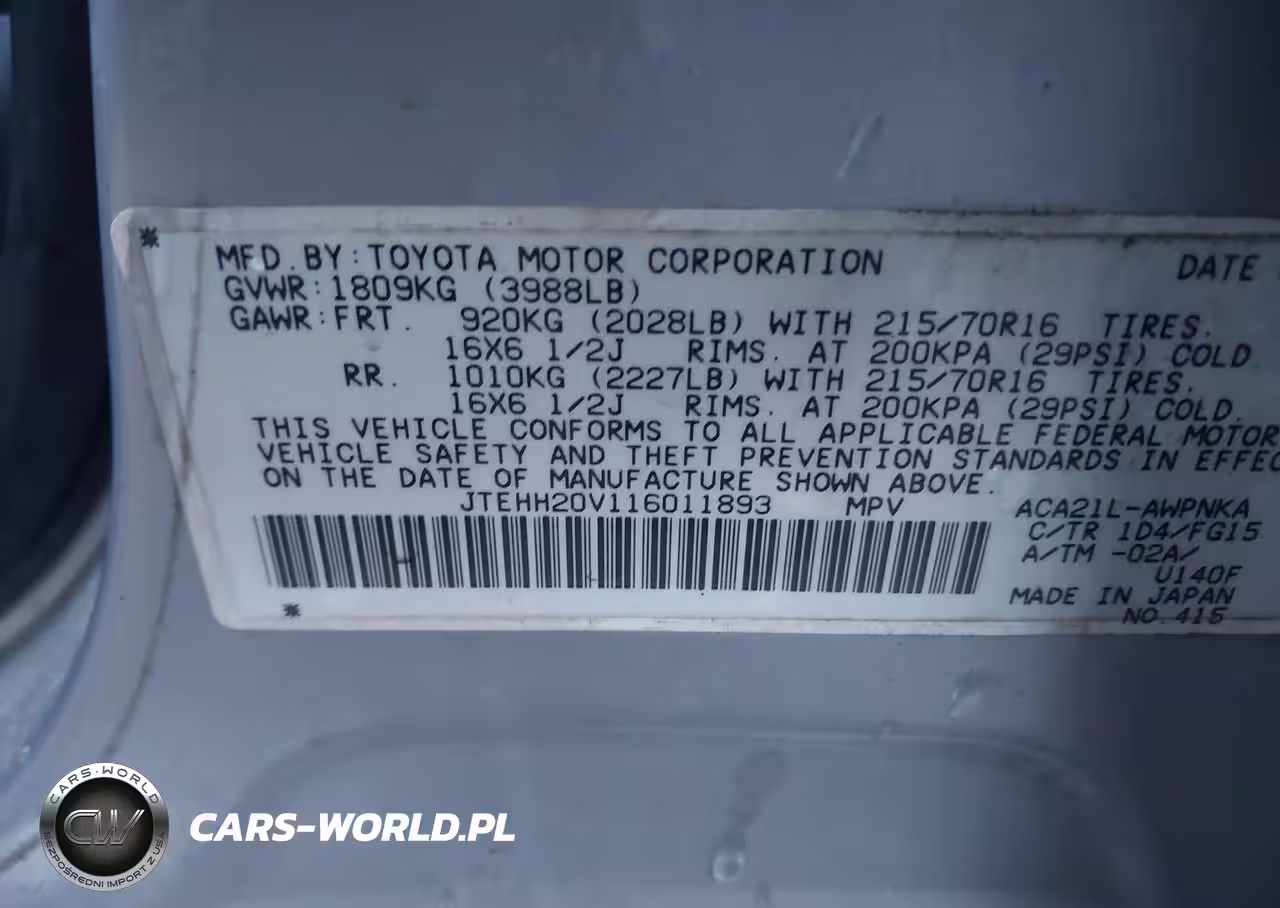 MFD. BY: TOYOTA MOTOR CORPORATION DATE
GVWR: 1809KG (3988LB)
GAWR: FRT. 920KG (2028LB) WITH 215/70R16 TIRES.
16X6 1/2J RIMS. AT 200KPA (29PSI) COLD
RR. 1010KG (2227LB) WITH 215/70R16 TIRES.
16X6 1/2J RIMS. AT 200KPA (29PSI) COLD.
THIS VEHICLE CONFORMS TO ALL APPLICABLE FEDERAL MOTOR
VEHICLE SAFETY AND THEFT PREVENTION STANDARDS IN EFFEC
ON THE DATE OF MANUFACTURE SHOWN ABOVE.
JTEHH20V116011893 MPV ACA21L-AWPNKA
C/TR 1D4/FG15
A/TM -02A/
U140F
MADE IN JAPAN
NO. 415
CARS-WORLD
CW
BEZPOŚREDNI IMPORT Z USA
CARS-WORLD.PL